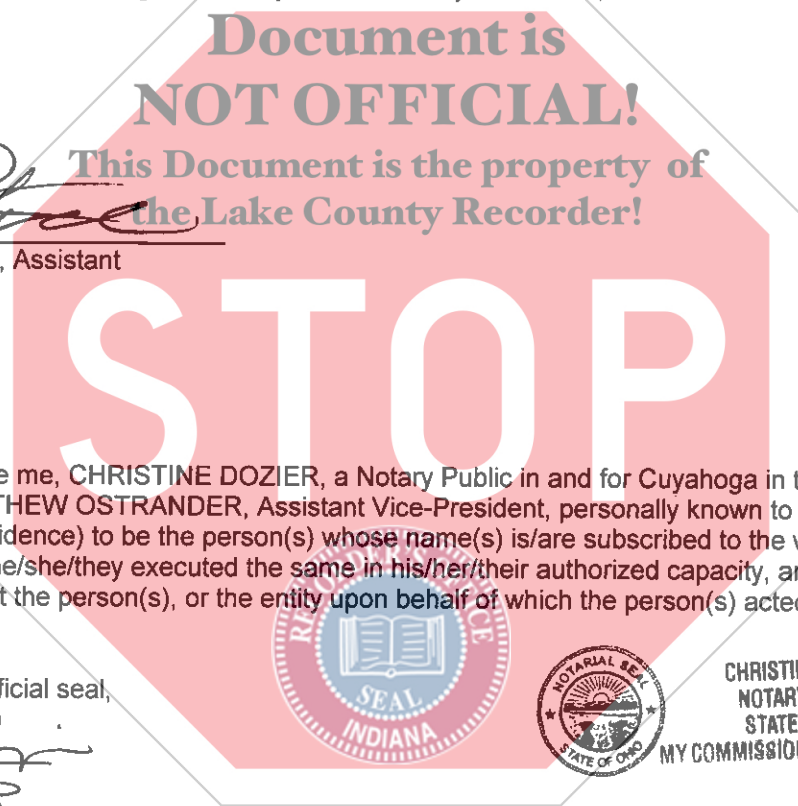 Document is
NOT OFFICIAL!
This Document is the property of
the Lake County Recorder!
, Assistant
STOP
e me, CHRISTINE DOZIER, a Notary Public in and for Cuyahoga in t
THEW OSTRANDER, Assistant Vice-President, personally known to
idence) to be the person(s) whose name(s) is/are subscribed to the
ne/she/they executed the same in his/her/their authorized capacity, a
t the person(s), or the entity upon behalf of which the person(s) acte
RECORDER'S OFFICE
SEAL
INDIANA
ficial seal,
NOTARIAL SEAL
STATE OF OHIO
CHRISTI
NOTAR
STATE
MY COMMISSIO